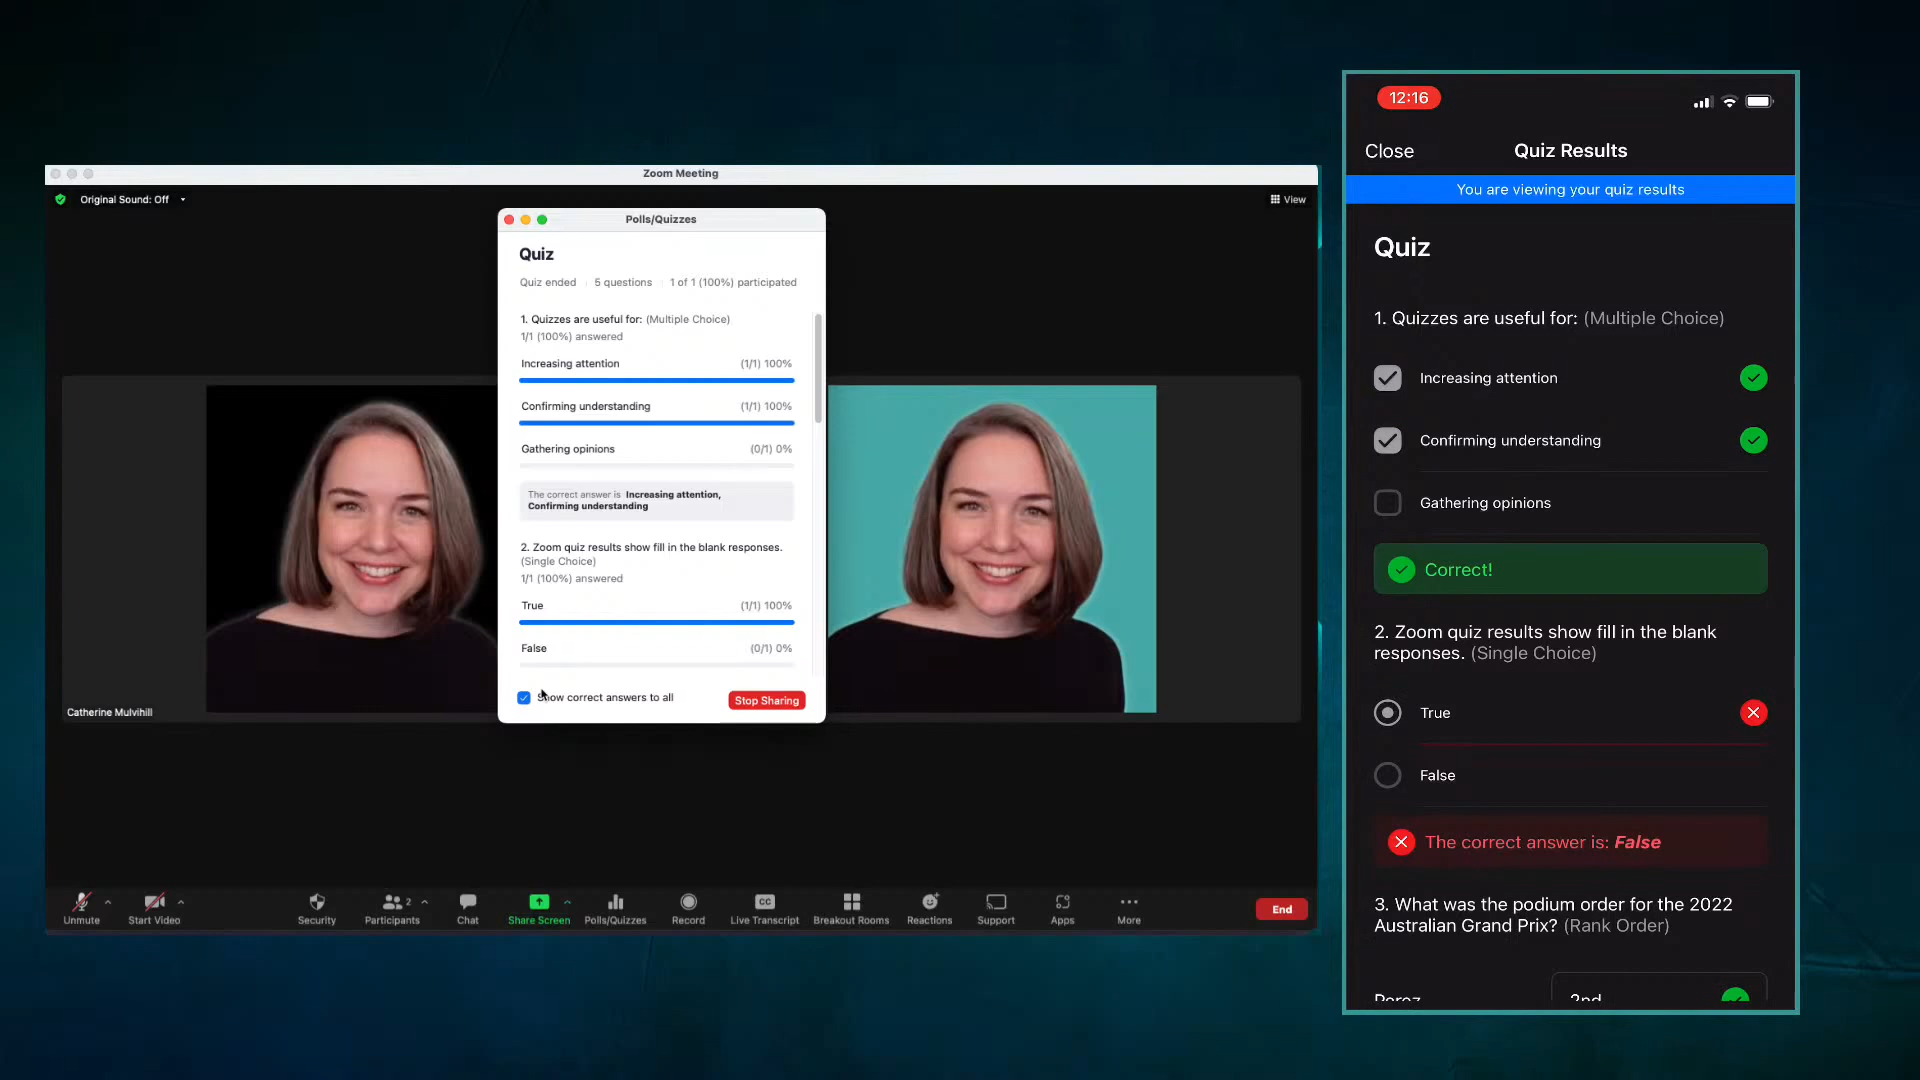 Zoom Meeting
Original Sound: Off
View
Polls/Quizzes
Quiz
Quiz ended
5 questions
1 of 1 (100%) participated
1. Quizzes are useful for: (Multiple Choice)
1/1 (100%) answered
Increasing attention (1/1) 100%
Confirming understanding (1/1) 100%
Gathering opinions (0/1) 0%
The correct answer is Increasing attention,
Confirming understanding
2. Zoom quiz results show fill in the blank responses.
(Single Choice)
1/1 (100%) answered
True (1/1) 100%
False (0/1) 0%
Show correct answers to all
Stop Sharing
Catherine Mulvihill
Unmute
Start Video
Security
2
Participants
Chat
Share Screen
Polls/Quizzes
Record
CC
Live Transcript
Breakout Rooms
Reactions
Support
Apps
More
End
12:16
Close
Quiz Results
You are viewing your quiz results
Quiz
1. Quizzes are useful for: (Multiple Choice)
Increasing attention
Confirming understanding
Gathering opinions
Correct!
2. Zoom quiz results show fill in the blank
responses. (Single Choice)
True
False
The correct answer is: False
3. What was the podium order for the 2022
Australian Grand Prix? (Rank Order)
Perez 2nd